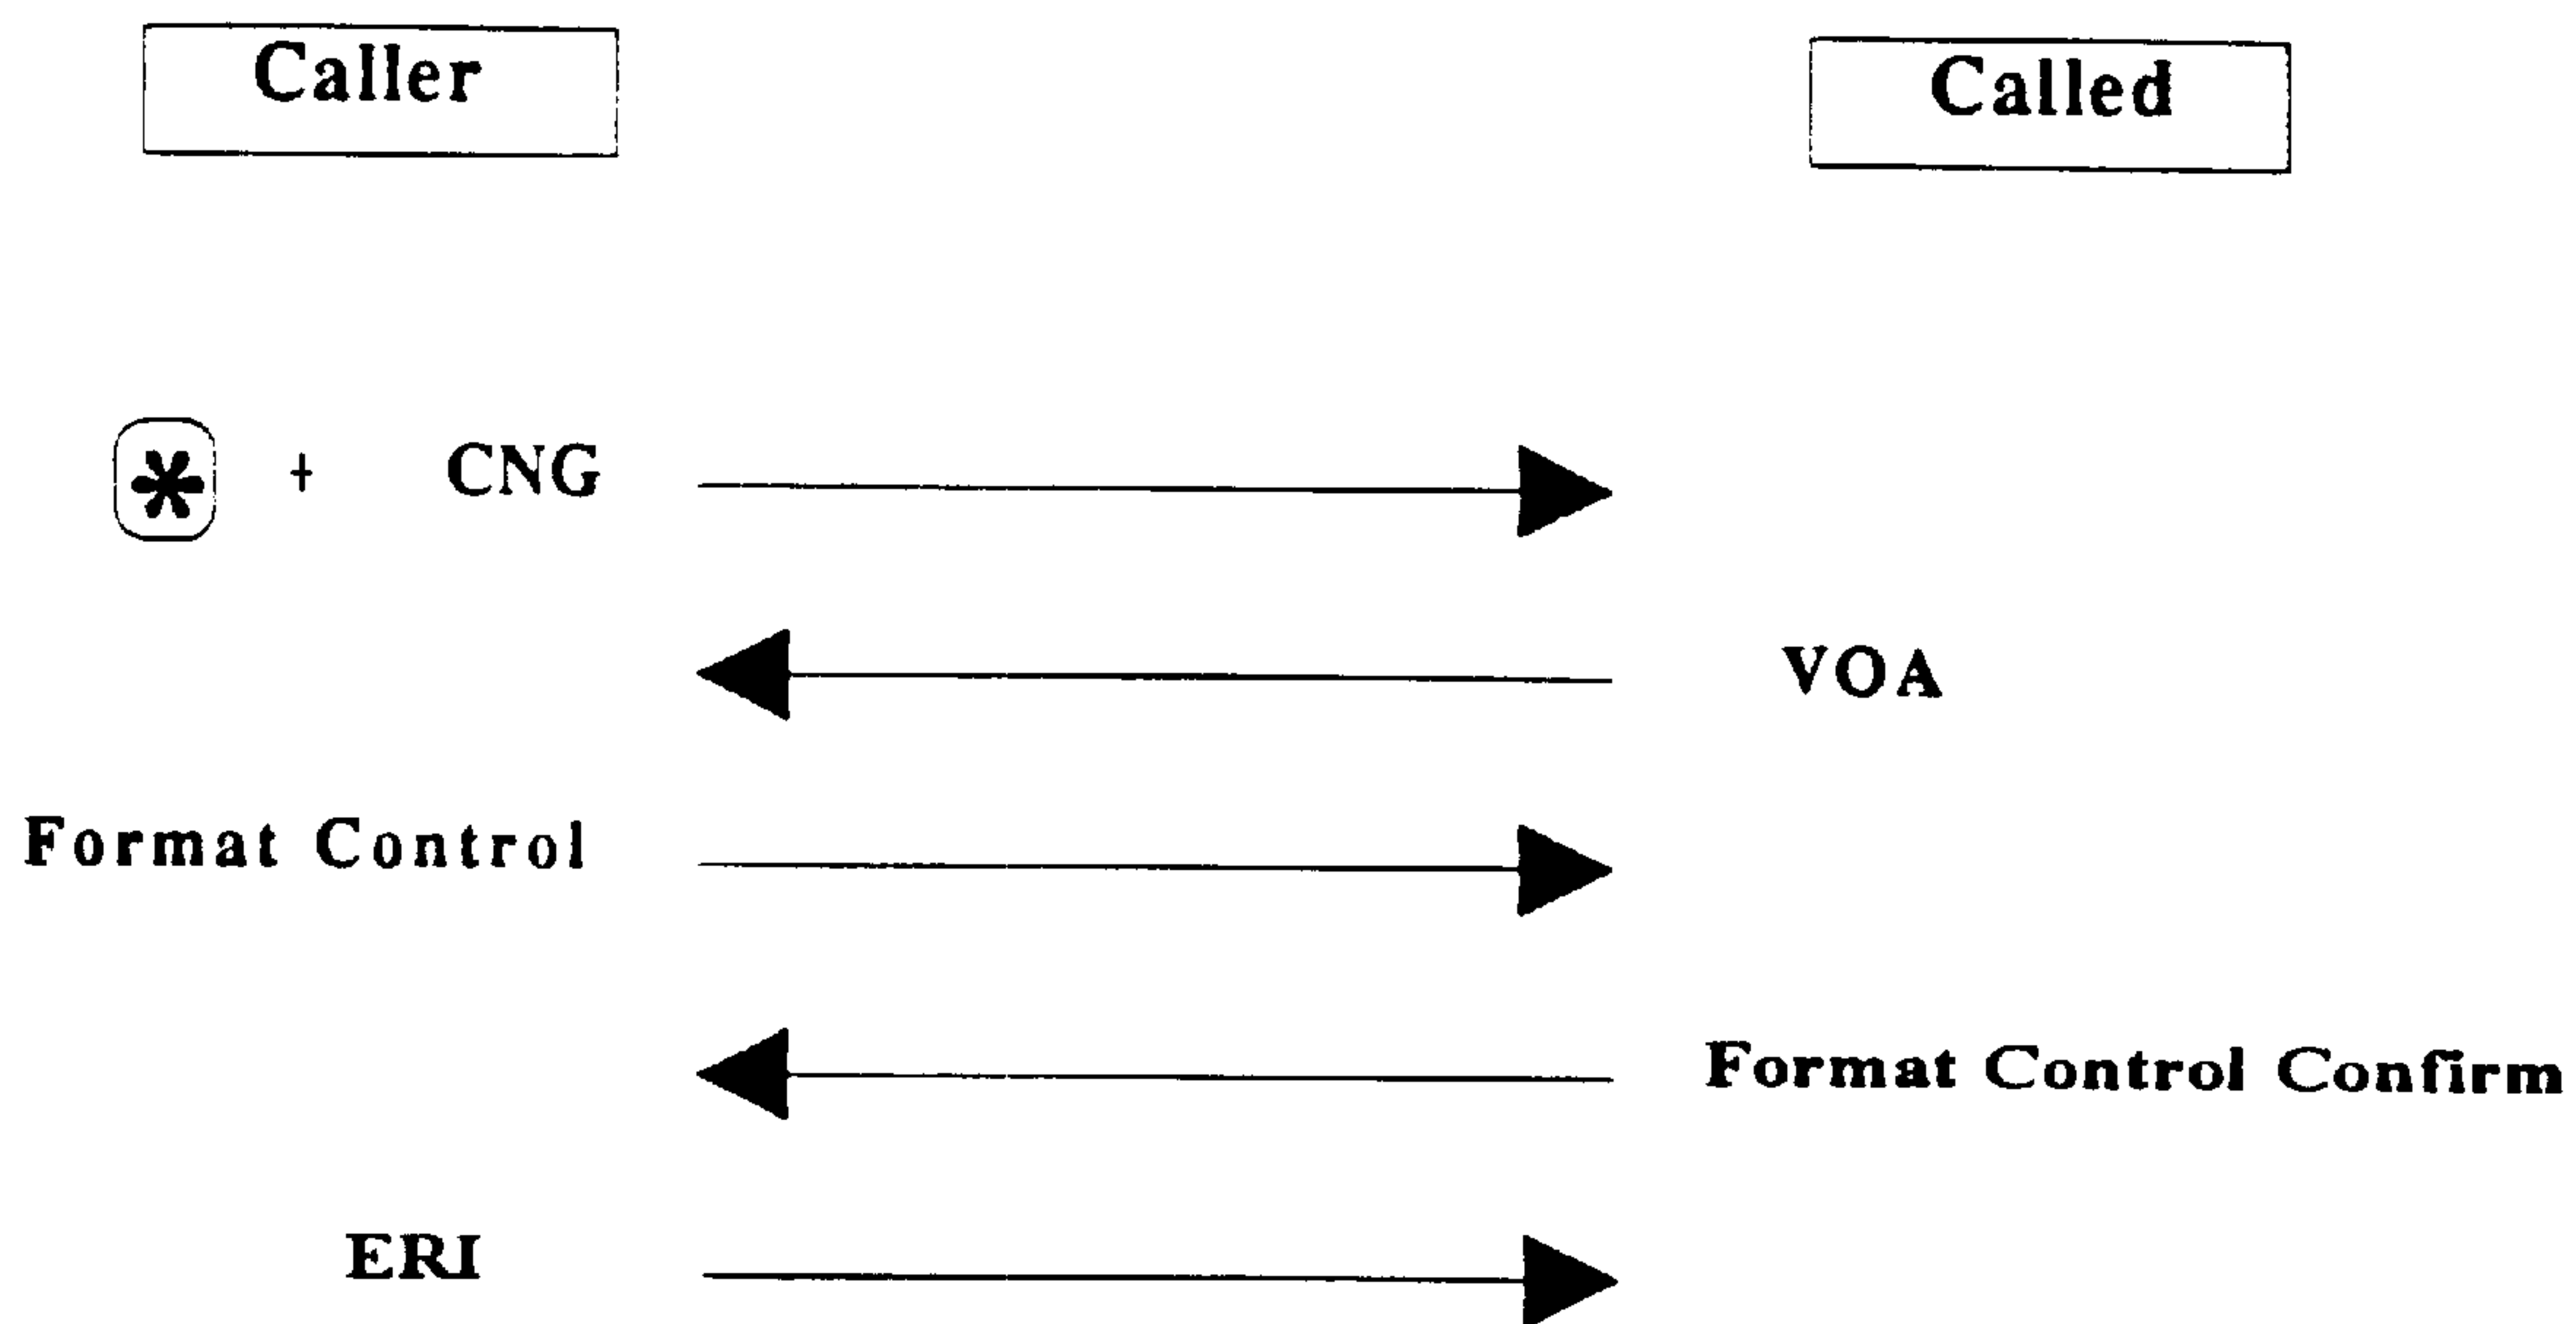 Caller
Called
* + CNG
VOA
Format Control
Format Control Confirm
ERI